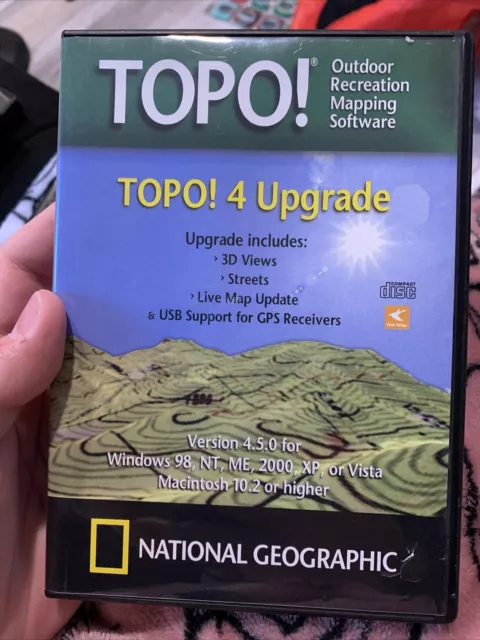 TOPO!®
Outdoor
Recreation
Mapping
Software
TOPO! 4 Upgrade
Upgrade includes:
› 3D Views
› Streets
› Live Map Update
& USB Support for GPS Receivers
COMPACT
disc
Version 4.5.0 for
Windows 98, NT, ME, 2000, XP, or Vista
Macintosh 10.2 or higher
NATIONAL GEOGRAPHIC